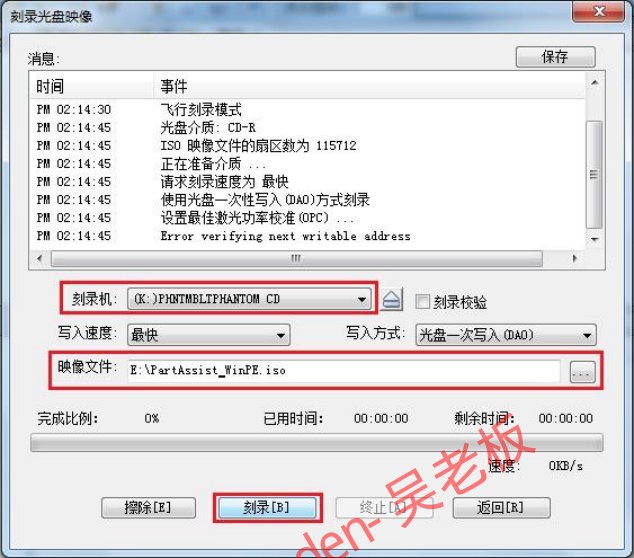 刻录光盘映像
消息:
保存
时间 事件
PM 02:14:30 飞行刻录模式
PM 02:14:45 光盘介质: CD-R
PM 02:14:45 ISO 映像文件的扇区数为 115712
PM 02:14:45 正在准备介质 ...
PM 02:14:45 请求刻录速度为 最快
PM 02:14:45 使用光盘一次性写入(DAO)方式刻录
PM 02:14:45 设置最佳激光功率校准(OPC) ...
PM 02:14:45 Error verifying next writable address
刻录机: (K:)PHNTMBLTPHANTOM CD 刻录校验
写入速度: 最快 写入方式: 光盘一次写入(DAO)
映像文件: E:\PartAssist_WinPE.iso ...
完成比例: 0% 已用时间: 00:00:00 剩余时间: 00:00:00
速度: 0KB/s
擦除[E] 刻录[B] 终止[A] 返回[R]
den-吴老板